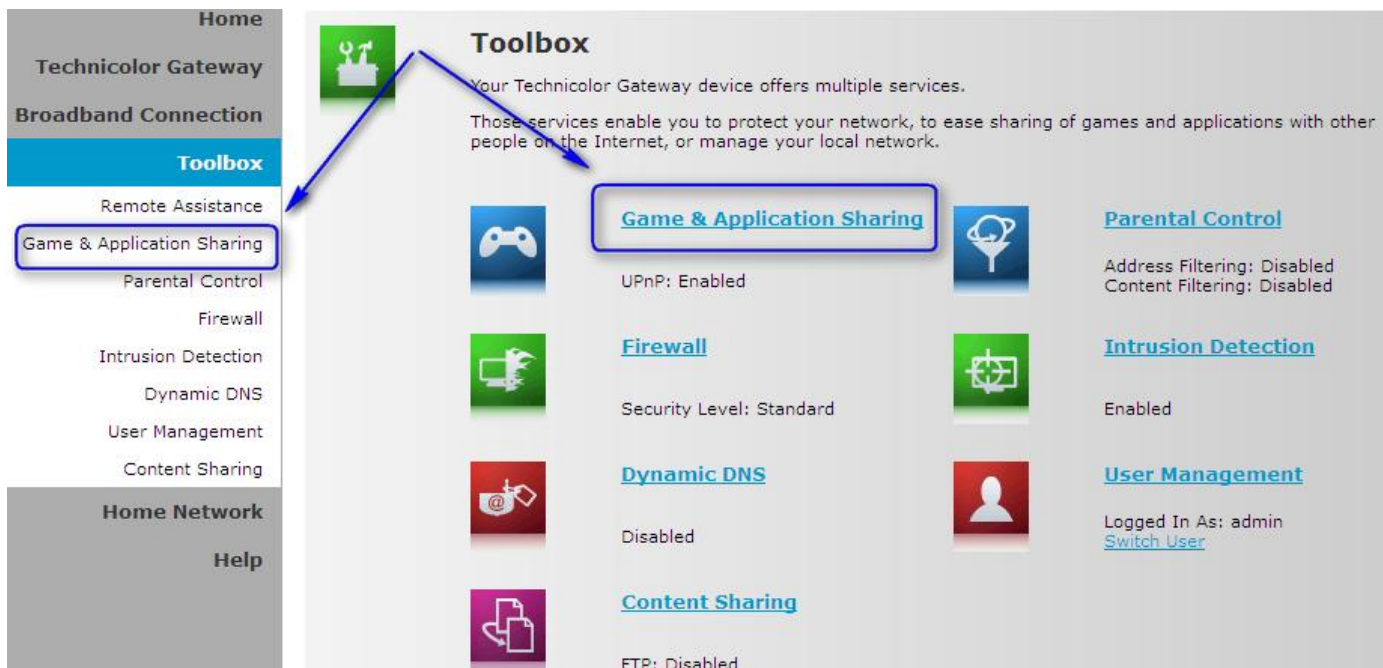 Home
Technicolor Gateway
Broadband Connection
Toolbox
Remote Assistance
Game & Application Sharing
Parental Control
Firewall
Intrusion Detection
Dynamic DNS
User Management
Content Sharing
Home Network
Help
Toolbox
Your Technicolor Gateway device offers multiple services.
Those services enable you to protect your network, to ease sharing of games and applications with other
people on the Internet, or manage your local network.
Game & Application Sharing
UPnP: Enabled
Parental Control
Address Filtering: Disabled
Content Filtering: Disabled
Firewall
Security Level: Standard
Intrusion Detection
Enabled
Dynamic DNS
Disabled
User Management
Logged In As: admin
Switch User
Content Sharing
FTP: Disabled